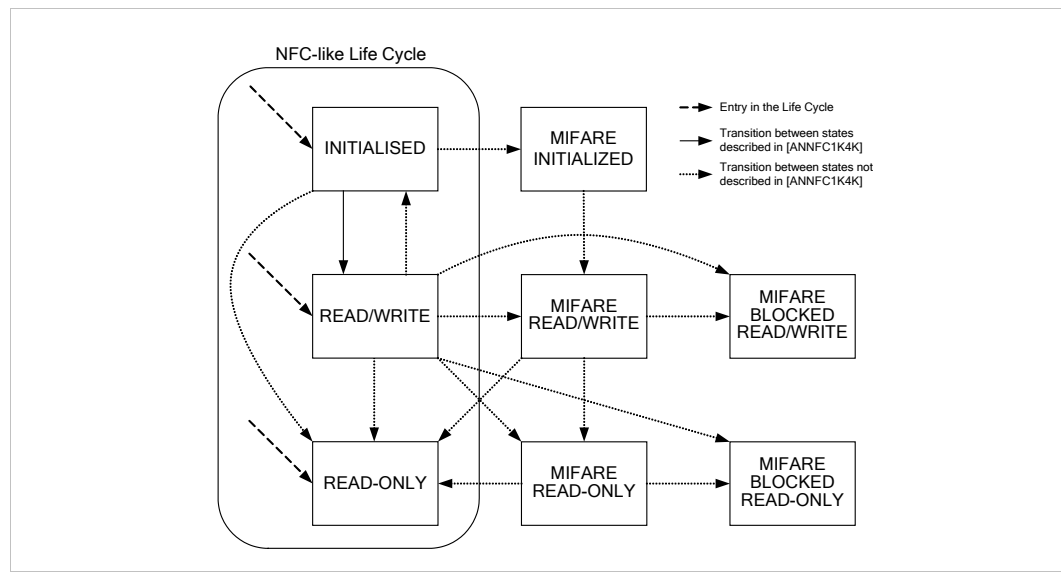 NFC-like Life Cycle
INITIALISED
MIFARE
INITIALIZED
Entry in the Life Cycle
Transition between states
described in [ANNFC1K4K]
Transition between states not
described in [ANNFC1K4K]
READ/WRITE
MIFARE
READ/WRITE
MIFARE
BLOCKED
READ/WRITE
READ-ONLY
MIFARE
READ-ONLY
MIFARE
BLOCKED
READ-ONLY